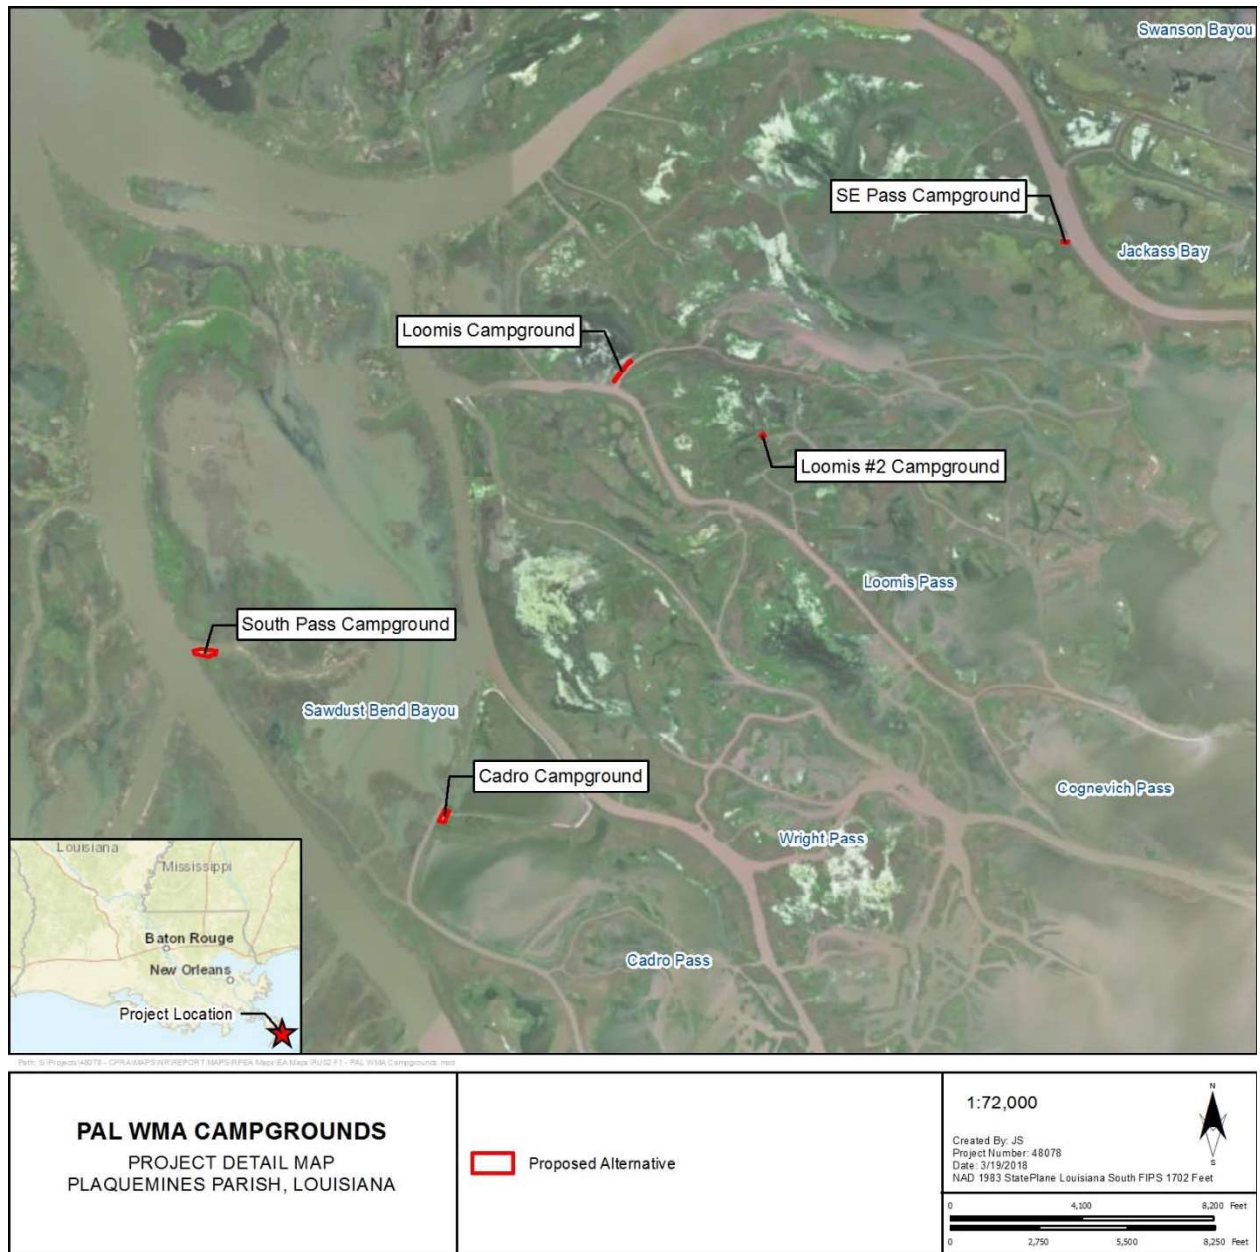 Swanson Bayou
SE Pass Campground
Jackass Bay
Loomis Campground
Loomis #2 Campground
Loomis Pass
South Pass Campground
Sawdust Bend Bayou
Cadro Campground
Cognevich Pass
Wright Pass
Cadro Pass
Louisiana
Mississippi
Baton Rouge
New Orleans
Project Location
PAL WMA CAMPGROUNDS
PROJECT DETAIL MAP
PLAQUEMINES PARISH, LOUISIANA
Proposed Alternative
1:72,000
N
S
Created By: JS
Project Number: 48078
Date: 3/19/2018
NAD 1983 StatePlane Louisiana South FIPS 1702 Feet
0 4,100 8,200 Feet
0 2,750 5,500 8,250 Feet